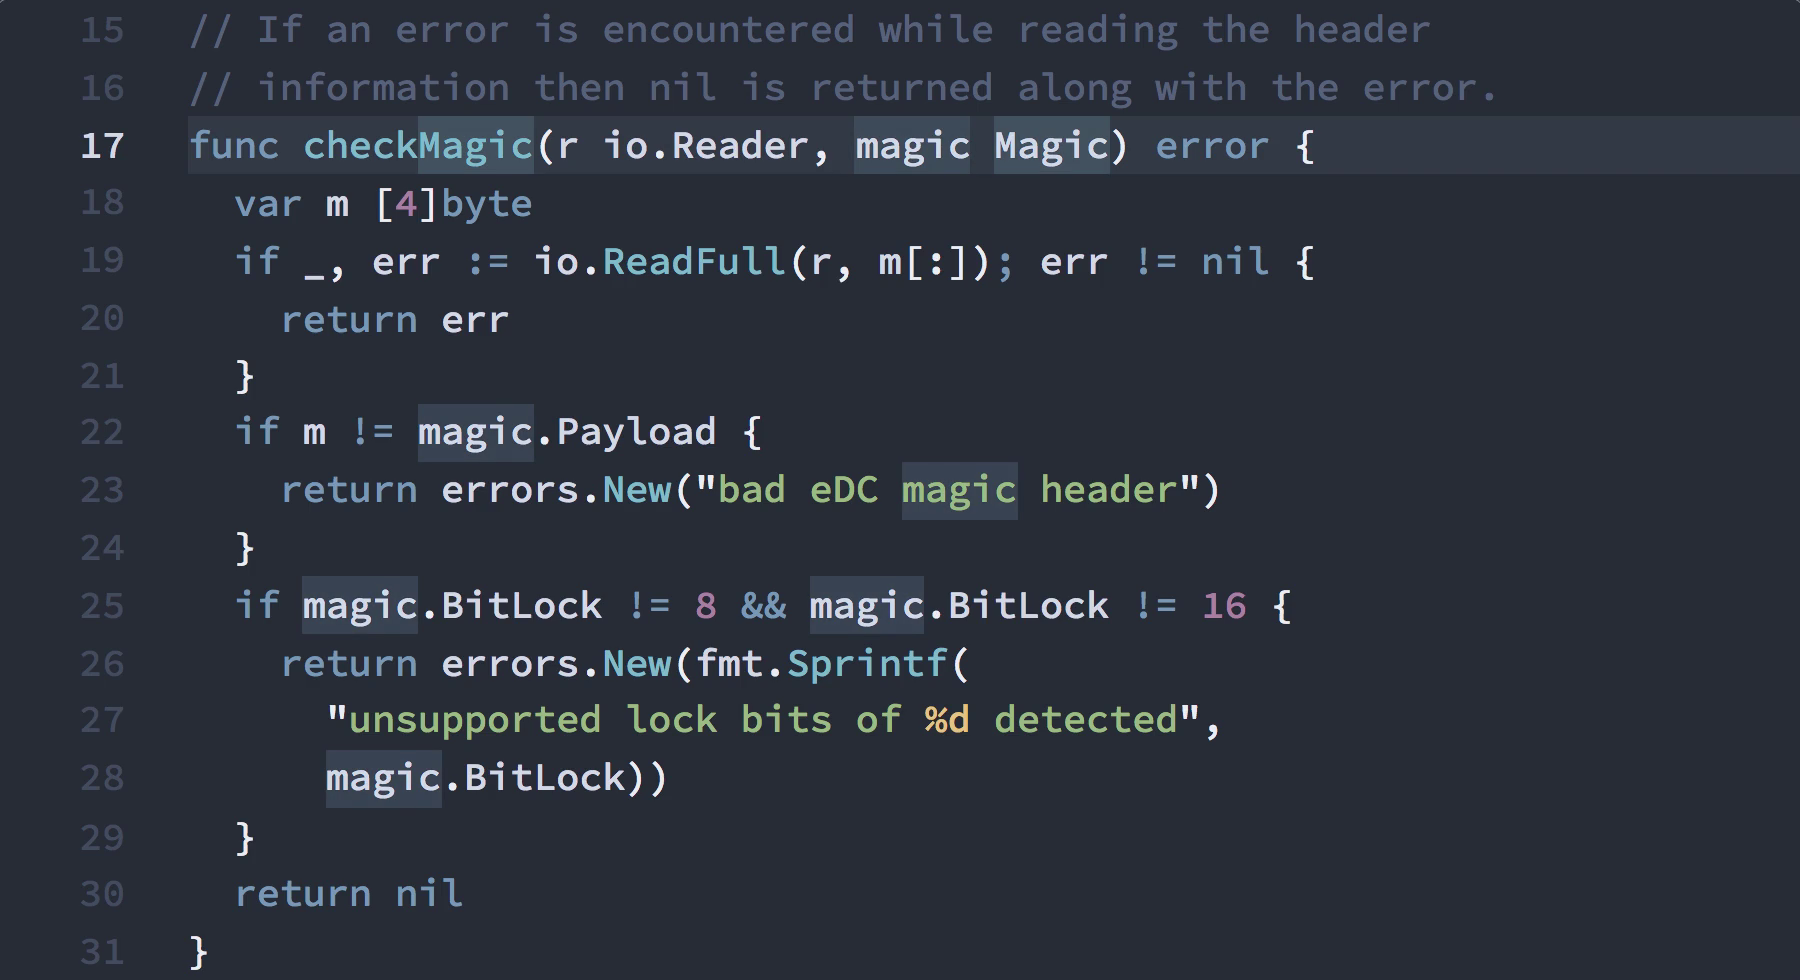 15 // If an error is encountered while reading the header
16 // information then nil is returned along with the error.
17 func checkMagic(r io.Reader, magic Magic) error {
18   var m [4]byte
19   if _, err := io.ReadFull(r, m[:]); err != nil {
20     return err
21   }
22   if m != magic.Payload {
23     return errors.New("bad eDC magic header")
24   }
25   if magic.BitLock != 8 && magic.BitLock != 16 {
26     return errors.New(fmt.Sprintf(
27       "unsupported lock bits of %d detected",
28       magic.BitLock))
29   }
30   return nil
31 }